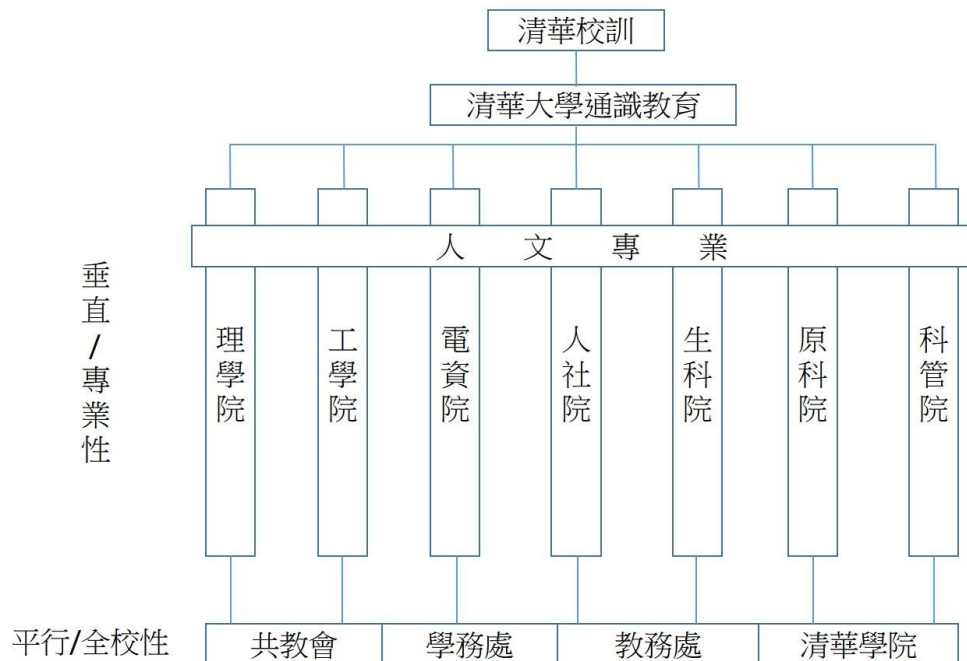 清華校訓
清華大學通識教育
人文專業
垂直/專業性
理學院
工學院
電資院
人社院
生科院
原科院
科管院
平行/全校性
共教會
學務處
教務處
清華學院